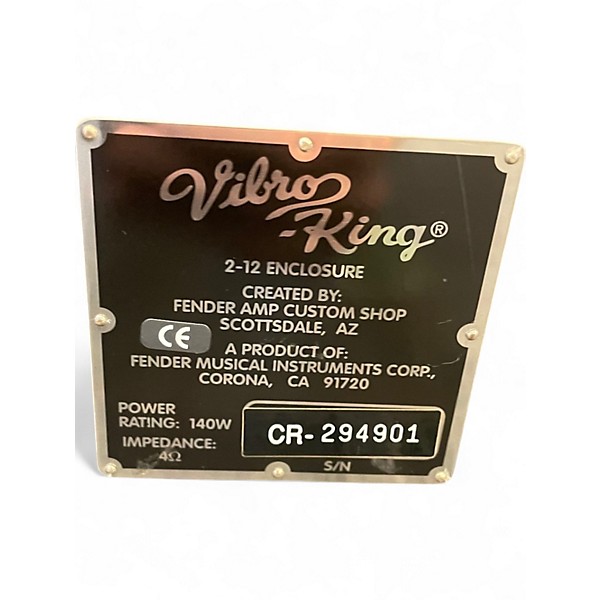 Vibro
-King®
2-12 ENCLOSURE
CREATED BY:
FENDER AMP CUSTOM SHOP
SCOTTSDALE, AZ
CE
A PRODUCT OF:
FENDER MUSICAL INSTRUMENTS CORP.,
CORONA, CA 91720
POWER
RATING: 140W
IMPEDANCE:
4Ω
CR-294901
S/N